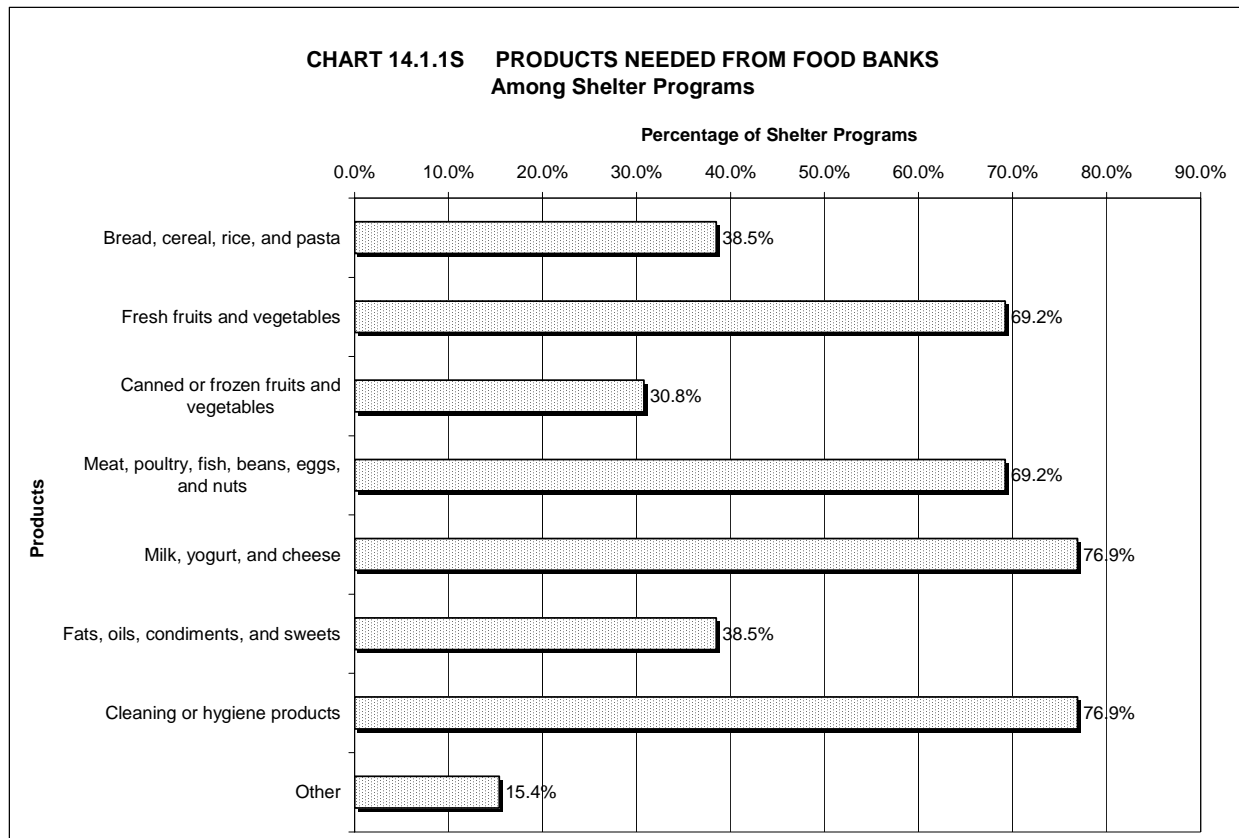 CHART 14.1.1S PRODUCTS NEEDED FROM FOOD BANKS
Among Shelter Programs
Percentage of Shelter Programs
0.0% 10.0% 20.0% 30.0% 40.0% 50.0% 60.0% 70.0% 80.0% 90.0%
Products
Bread, cereal, rice, and pasta 38.5%
Fresh fruits and vegetables 69.2%
Canned or frozen fruits and
vegetables 30.8%
Meat, poultry, fish, beans, eggs,
and nuts 69.2%
Milk, yogurt, and cheese 76.9%
Fats, oils, condiments, and sweets 38.5%
Cleaning or hygiene products 76.9%
Other 15.4%